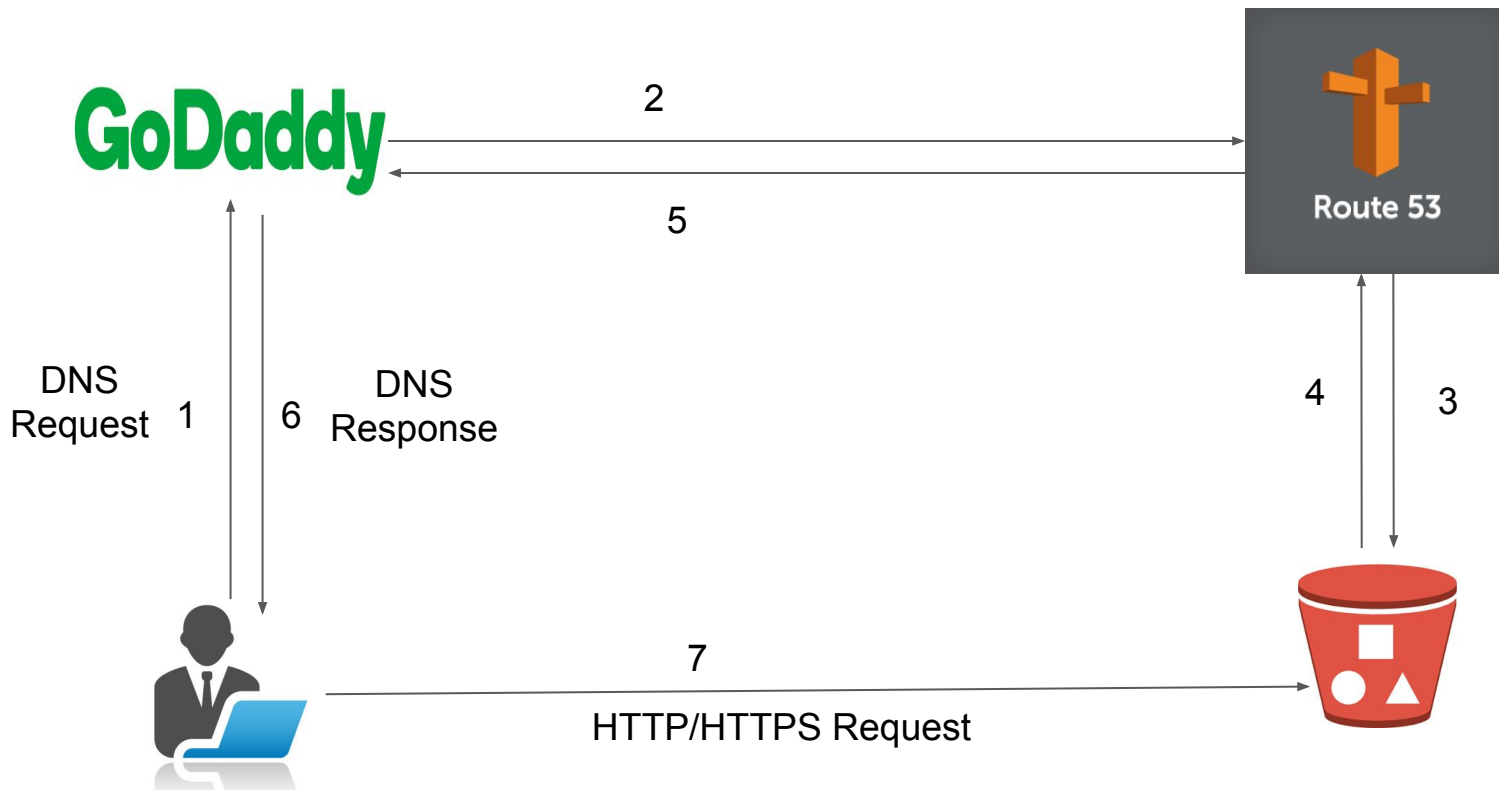 GoDaddy
2
Route 53
5
DNS
Request
1
6
DNS
Response
4
3
7
HTTP/HTTPS Request